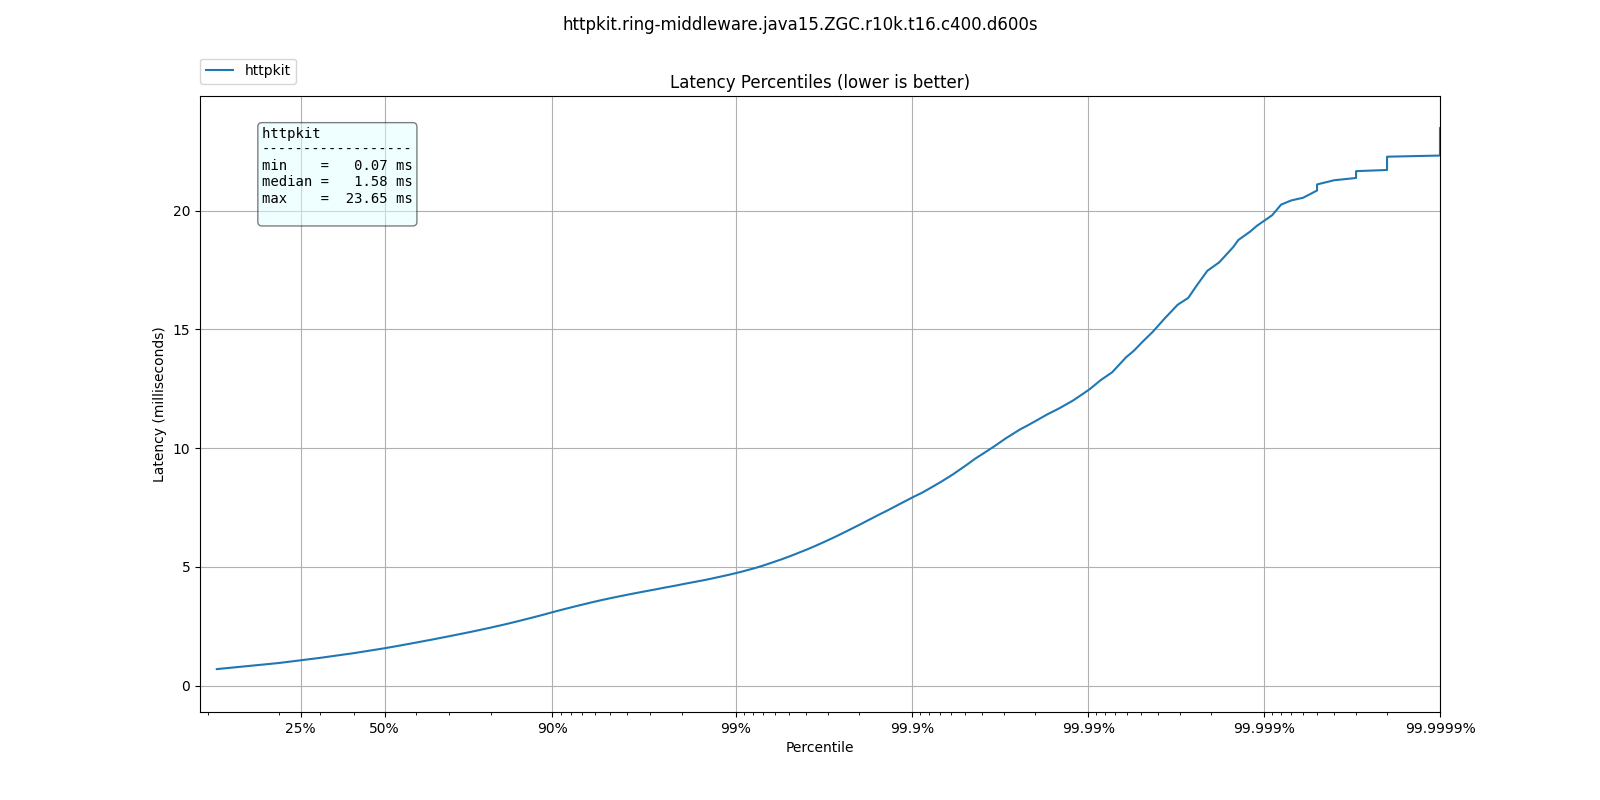 httpkit.ring-middleware.java15.ZGC.r10k.t16.c400.d600s
httpkit
Latency Percentiles (lower is better)
httpkit
------------------
min    =   0.07 ms
median =   1.58 ms
max    =  23.65 ms
20
15
10
5
0
Latency (milliseconds)
25% 50% 90% 99% 99.9% 99.99% 99.999% 99.9999%
Percentile